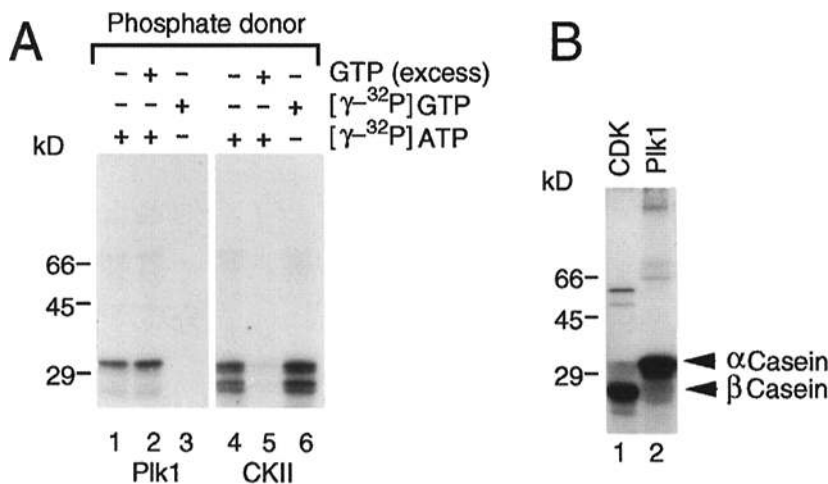 A
Phosphate donor
- + - - + - GTP (excess)
- - + - - + [γ-³²P]GTP
+ + - + + - [γ-³²P]ATP
kD
66-
45-
29-
1 2 3 4 5 6
Plk1 CKII
B
CDK Plk1
kD
66-
45-
29-
αCasein
βCasein
1 2